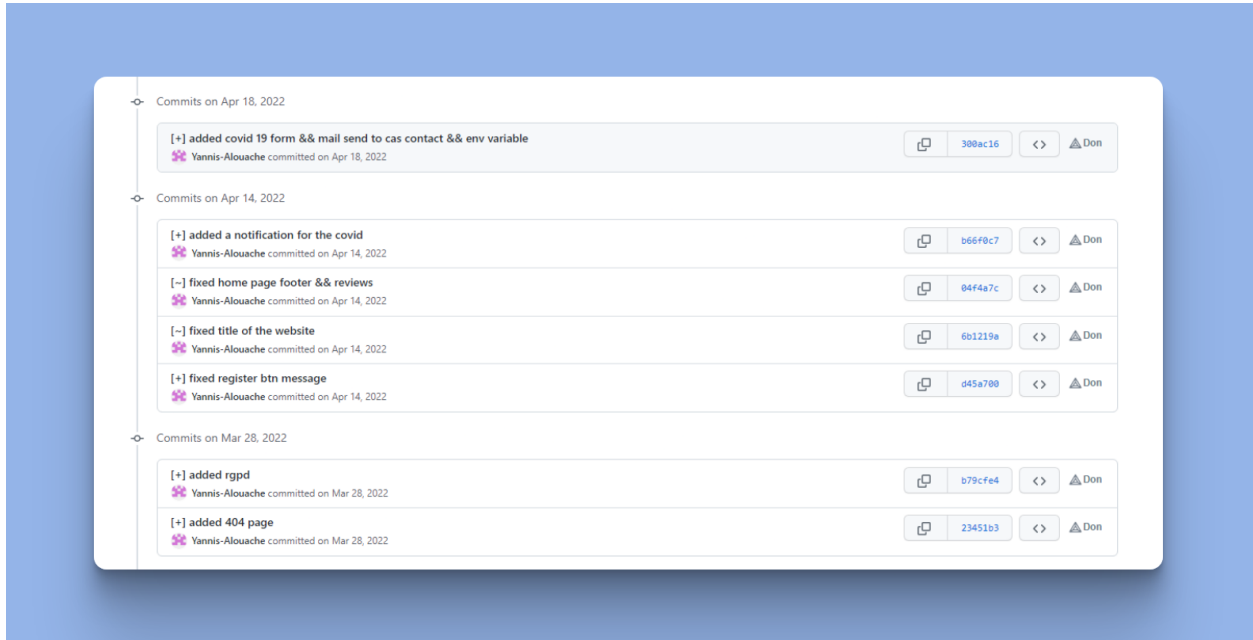 Commits on Apr 18, 2022
[+] added covid 19 form && mail send to cas contact && env variable
Yannis-Alouache committed on Apr 18, 2022
300ac16
Don
Commits on Apr 14, 2022
[+] added a notification for the covid
Yannis-Alouache committed on Apr 14, 2022
b66f0c7
Don
[~] fixed home page footer && reviews
Yannis-Alouache committed on Apr 14, 2022
04f4a7c
Don
[~] fixed title of the website
Yannis-Alouache committed on Apr 14, 2022
6b1219a
Don
[+] fixed register btn message
Yannis-Alouache committed on Apr 14, 2022
d45a700
Don
Commits on Mar 28, 2022
[+] added rgpd
Yannis-Alouache committed on Mar 28, 2022
b79cfe4
Don
[+] added 404 page
Yannis-Alouache committed on Mar 28, 2022
23451b3
Don